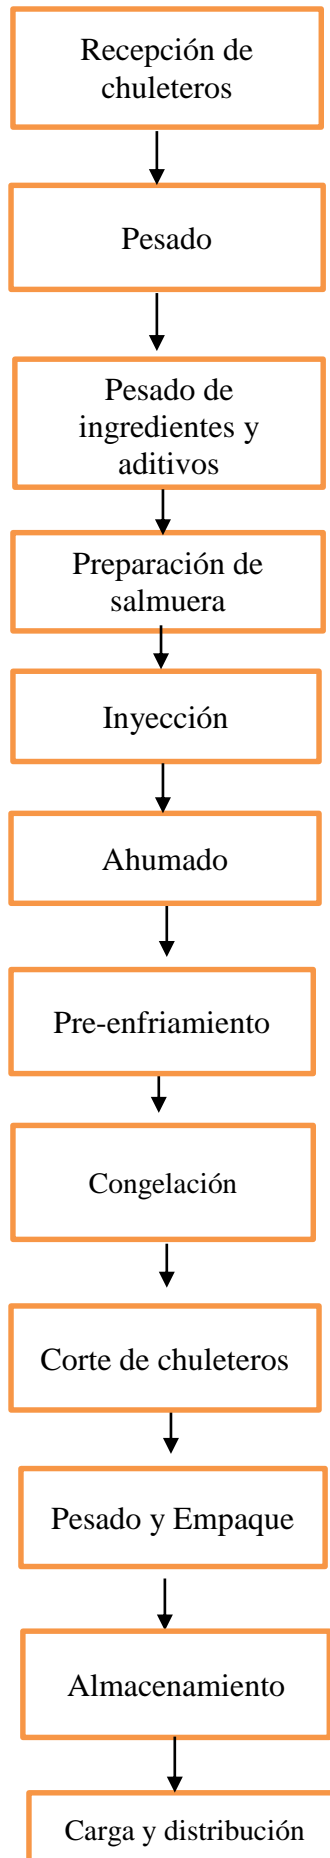 Recepción de
chuleteros
Pesado
Pesado de
ingredientes y
aditivos
Preparación de
salmuera
Inyección
Ahumado
Pre-enfriamiento
Congelación
Corte de chuleteros
Pesado y Empaque
Almacenamiento
Carga y distribución